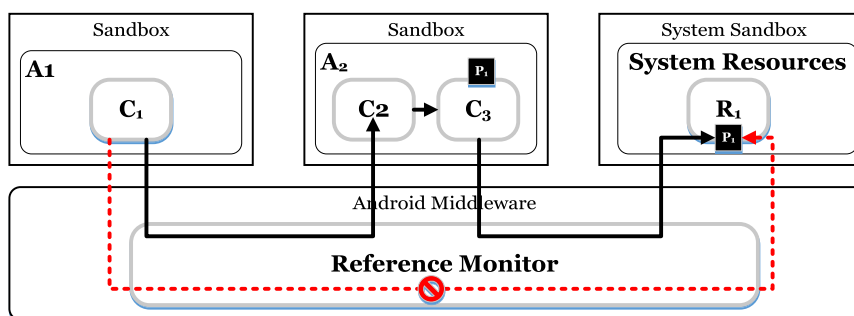 Sandbox
Sandbox
System Sandbox
A1
A₂
System Resources
P₁
C₁
C2
C₃
R₁
P₁
Android Middleware
Reference Monitor